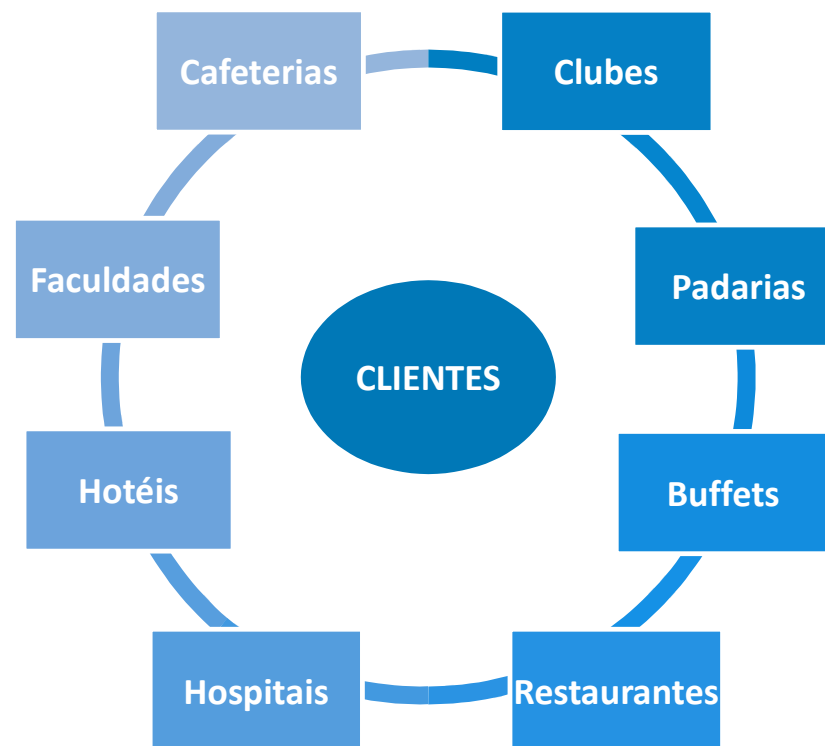 Cafeterias
Clubes
Faculdades
Padarias
CLIENTES
Hotéis
Buffets
Hospitais
Restaurantes